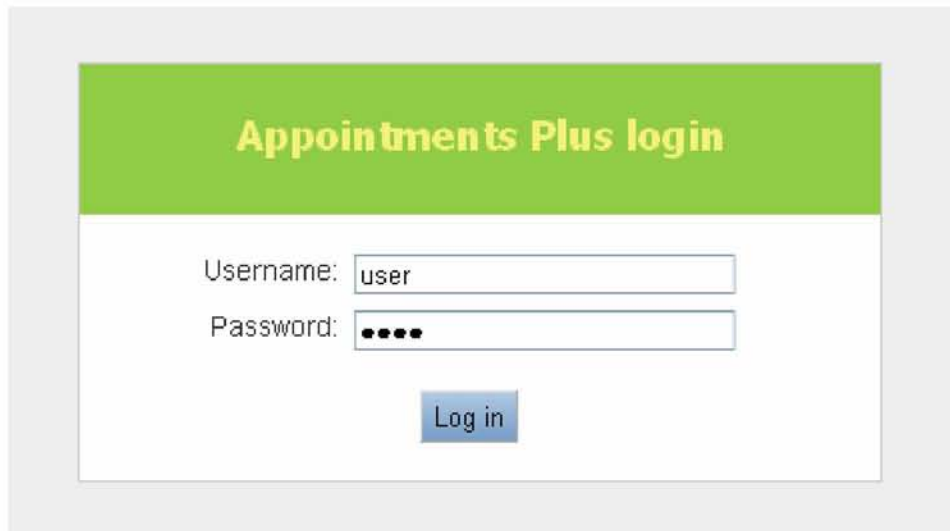 Appointments Plus login
Username: user
Password: ••••
Log in